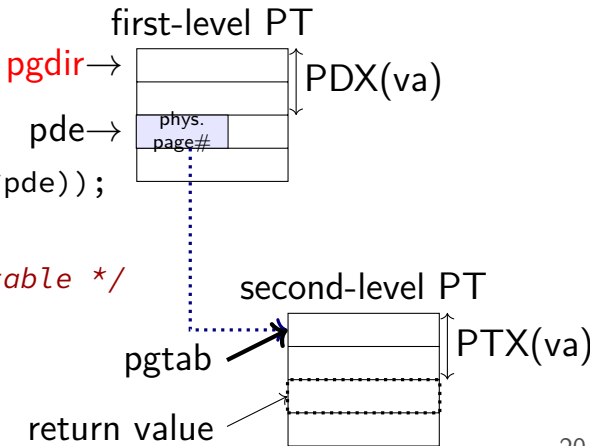 first-level PT
pgdir→
PDX(va)
pde→
phys.
page#
pde));
able */
second-level PT
PTX(va)
pgtab
return value
20